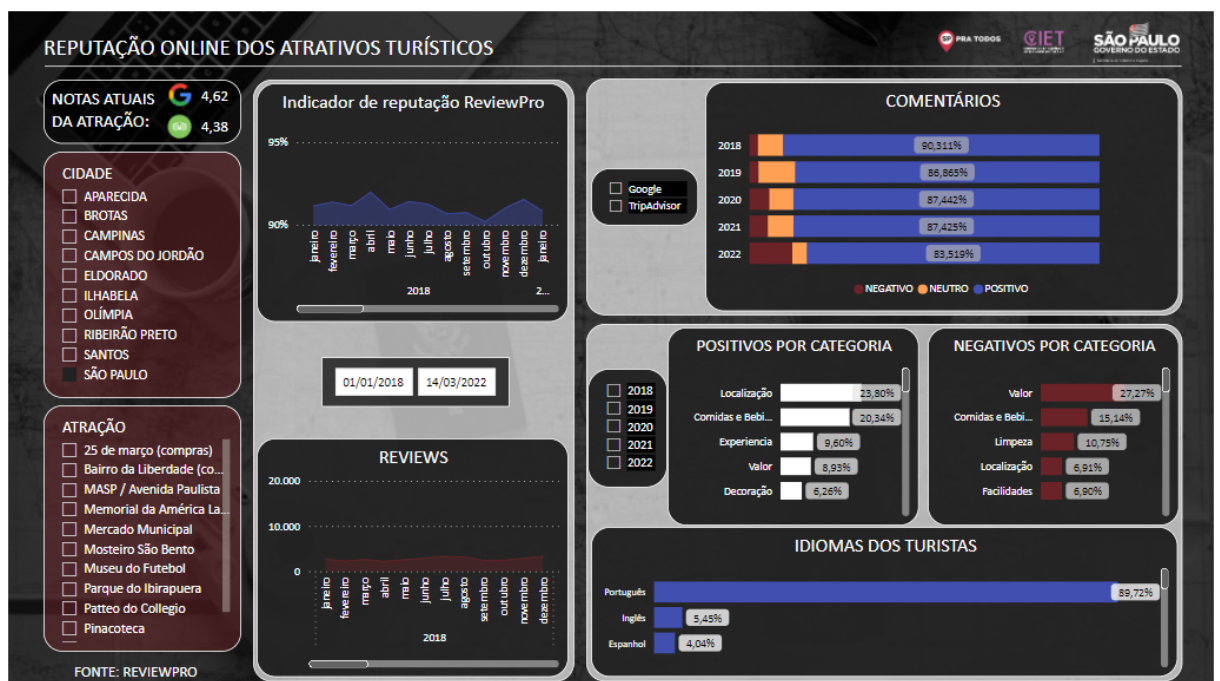 REPUTAÇÃO ONLINE DOS ATRATIVOS TURÍSTICOS
SP PRA TODOS
CIET
SÃO PAULO
GOVERNO DO ESTADO
NOTAS ATUAIS
DA ATRAÇÃO:
4,62
4,38
CIDADE
APARECIDA
BROTAS
CAMPINAS
CAMPOS DO JORDÃO
ELDORADO
ILHABELA
OLÍMPIA
RIBEIRÃO PRETO
SANTOS
SÃO PAULO
ATRAÇÃO
25 de março (compras)
Bairro da Liberdade (co...
MASP / Avenida Paulista
Memorial da América La...
Mercado Municipal
Mosteiro São Bento
Museu do Futebol
Parque do Ibirapuera
Patteo do Collegio
Pinacoteca
FONTE: REVIEWPRO
Indicador de reputação ReviewPro
95%
90%
janeiro
fevereiro
março
abril
maio
junho
julho
agosto
setembro
outubro
novembro
dezembro
janeiro
2018
2...
01/01/2018
14/03/2022
REVIEWS
20.000
10.000
0
janeiro
fevereiro
março
abril
maio
junho
julho
agosto
setembro
outubro
novembro
dezembro
2018
Google
TripAdvisor
COMENTÁRIOS
2018 90,311%
2019 86,865%
2020 87,442%
2021 87,425%
2022 83,519%
NEGATIVO NEUTRO POSITIVO
2018
2019
2020
2021
2022
POSITIVOS POR CATEGORIA
Localização 23,80%
Comidas e Bebi... 20,34%
Experiencia 9,60%
Valor 8,93%
Decoração 6,26%
NEGATIVOS POR CATEGORIA
Valor 27,27%
Comidas e Bebi... 15,14%
Limpeza 10,75%
Localização 6,91%
Facilidades 6,90%
IDIOMAS DOS TURISTAS
Português 89,72%
Inglês 5,45%
Espanhol 4,04%